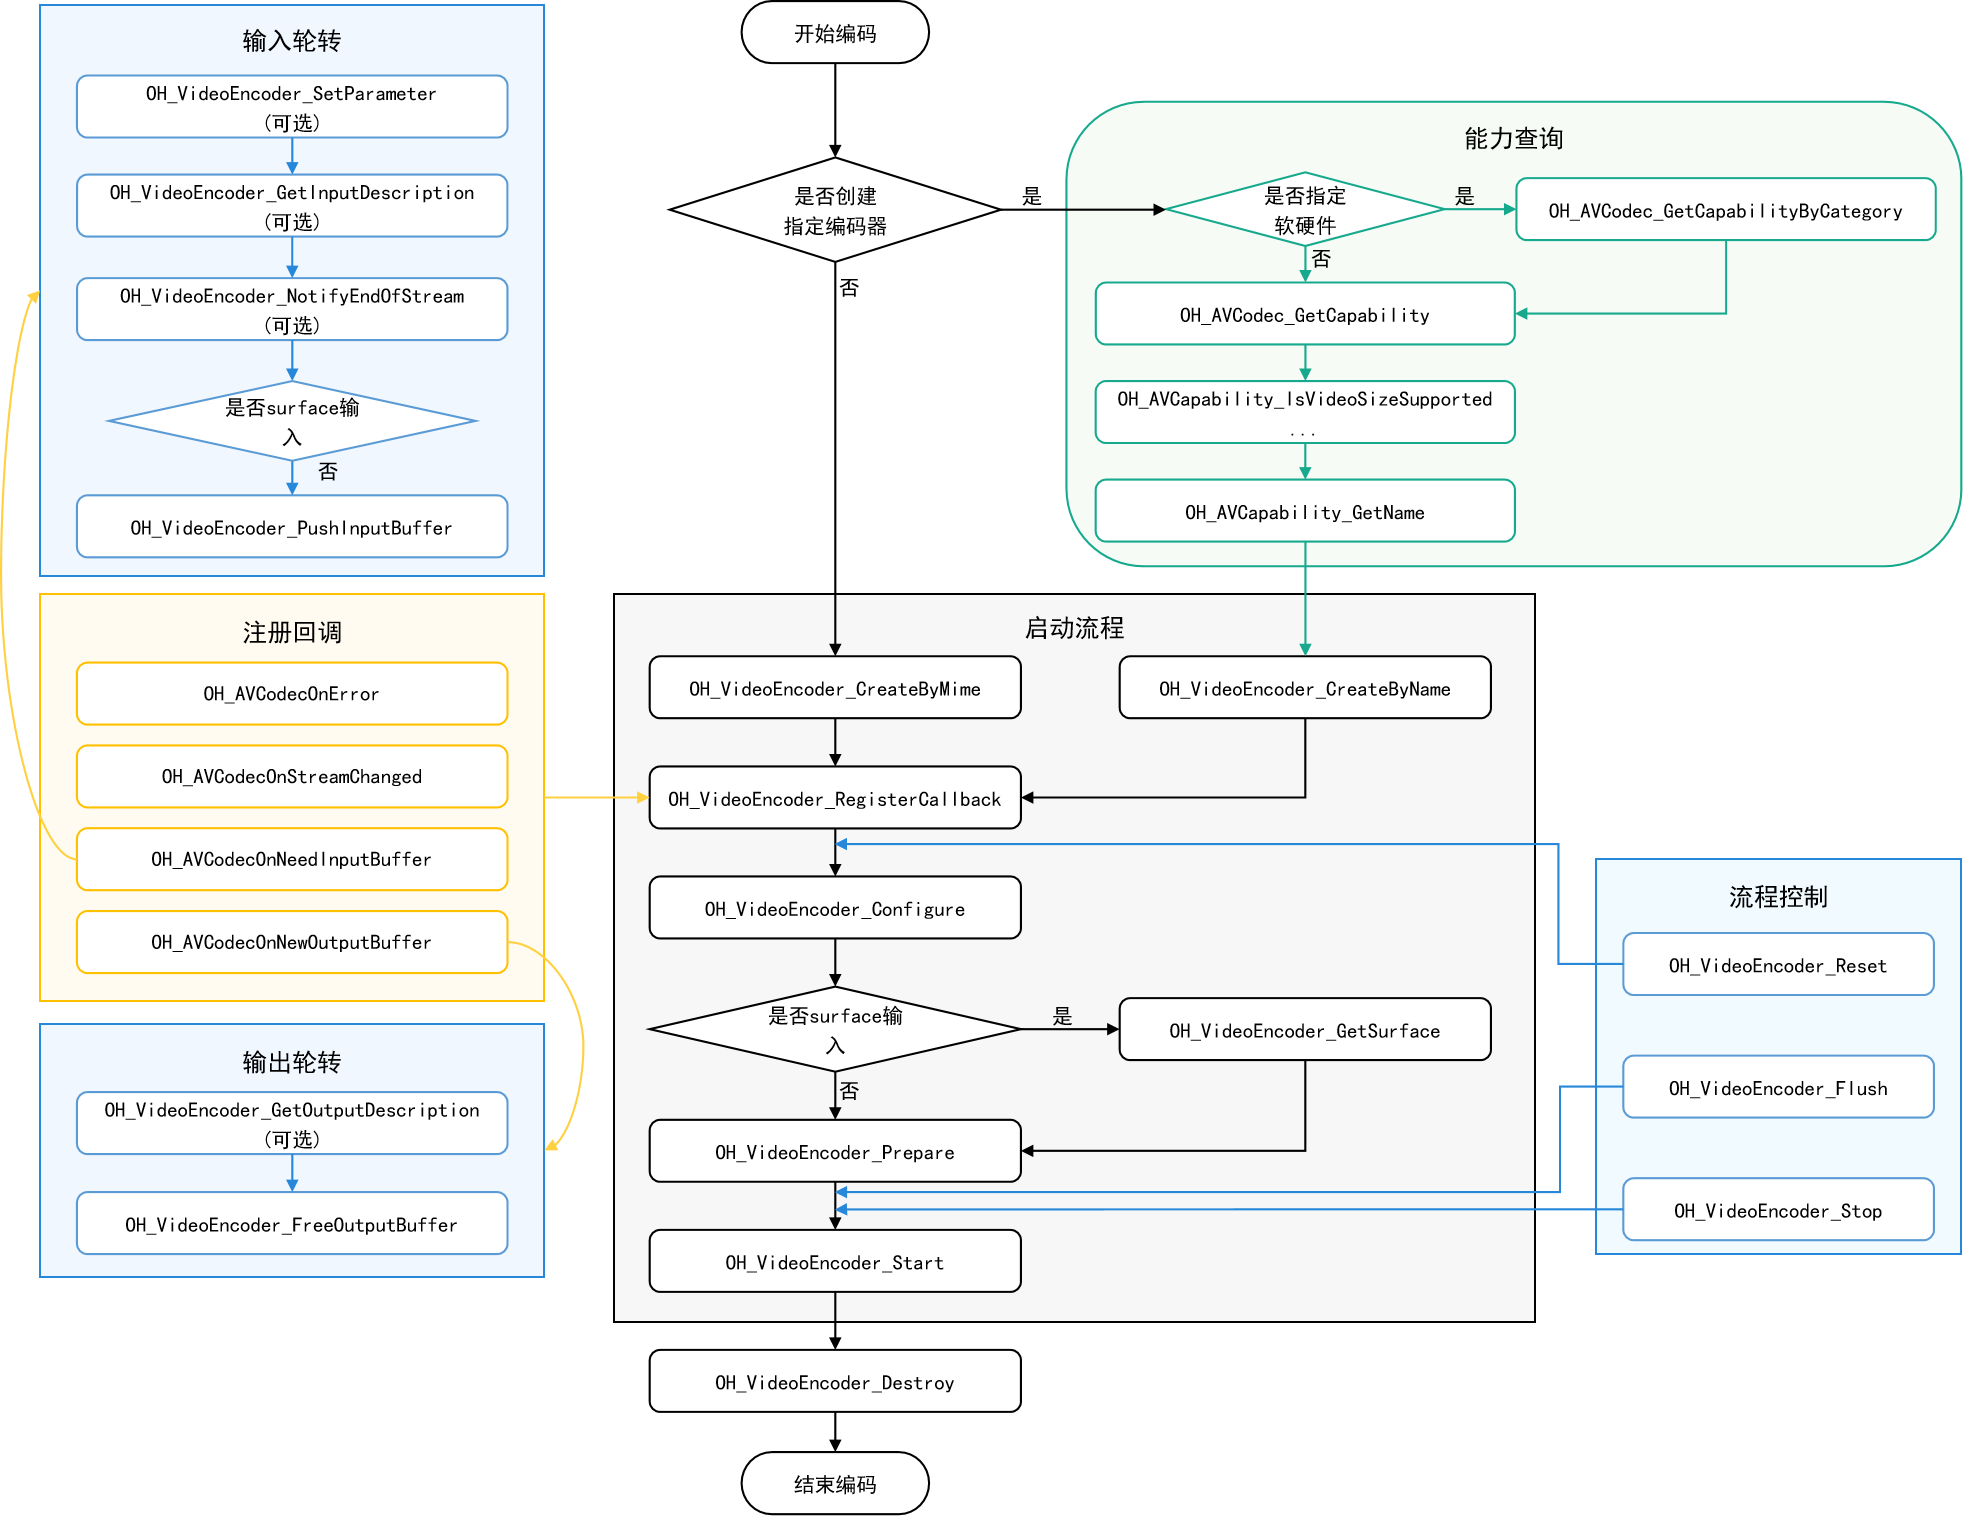 输入轮转
OH_VideoEncoder_SetParameter
(可选)
OH_VideoEncoder_GetInputDescription
(可选)
OH_VideoEncoder_NotifyEndOfStream
(可选)
是否surface输
入
否
OH_VideoEncoder_PushInputBuffer
注册回调
OH_AVCodecOnError
OH_AVCodecOnStreamChanged
OH_AVCodecOnNeedInputBuffer
OH_AVCodecOnNewOutputBuffer
输出轮转
OH_VideoEncoder_GetOutputDescription
(可选)
OH_VideoEncoder_FreeOutputBuffer
开始编码
是否创建
指定编码器
是
否
能力查询
是否指定
软硬件
是
否
OH_AVCodec_GetCapabilityByCategory
OH_AVCodec_GetCapability
OH_AVCapability_IsVideoSizeSupported
...
OH_AVCapability_GetName
启动流程
OH_VideoEncoder_CreateByMime
OH_VideoEncoder_CreateByName
OH_VideoEncoder_RegisterCallback
OH_VideoEncoder_Configure
是否surface输
入
是
否
OH_VideoEncoder_GetSurface
OH_VideoEncoder_Prepare
OH_VideoEncoder_Start
OH_VideoEncoder_Destroy
结束编码
流程控制
OH_VideoEncoder_Reset
OH_VideoEncoder_Flush
OH_VideoEncoder_Stop